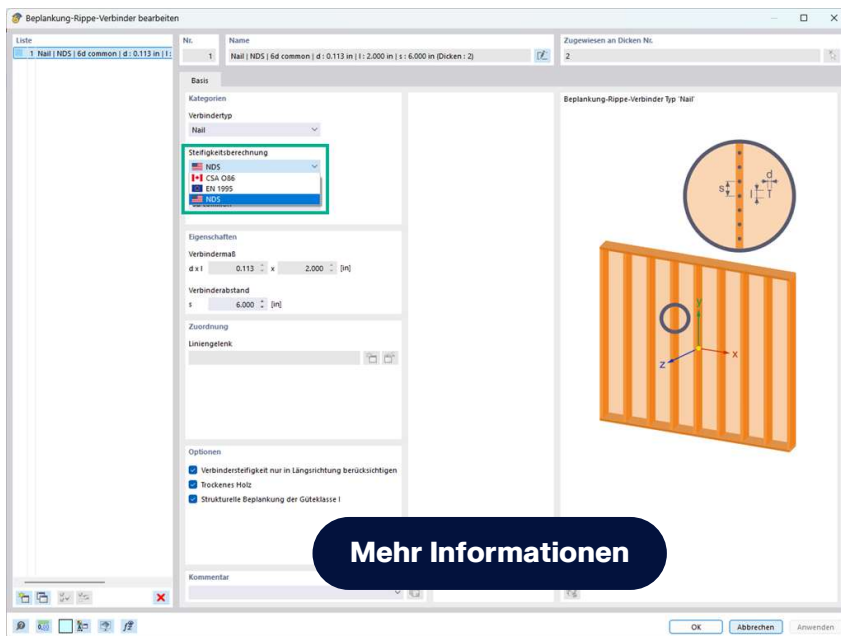 Beplankung-Rippe-Verbinder bearbeiten
Liste
1 Nail | NDS | 6d common | d : 0.113 in | l :
Nr.
1
Name
Nail | NDS | 6d common | d : 0.113 in | l : 2.000 in | s : 6.000 in (Dicken : 2)
Zugewiesen an Dicken Nr.
2
Basis
Kategorien
Verbindertyp
Nail
Steifigkeitsberechnung
NDS
CSA O86
EN 1995
NDS
Eigenschaften
Verbindermaß
d x l 0.113 x 2.000 [in]
Verbinderabstand
s 6.000 [in]
Zuordnung
Liniengelenk
Optionen
Verbindersteifigkeit nur in Längsrichtung berücksichtigen
Trockenes Holz
Strukturelle Beplankung der Güteklasse I
Kommentar
Beplankung-Rippe-Verbinder Typ 'Nail'
d
s
l
y
x
z
Mehr Informationen
OK
Abbrechen
Anwenden